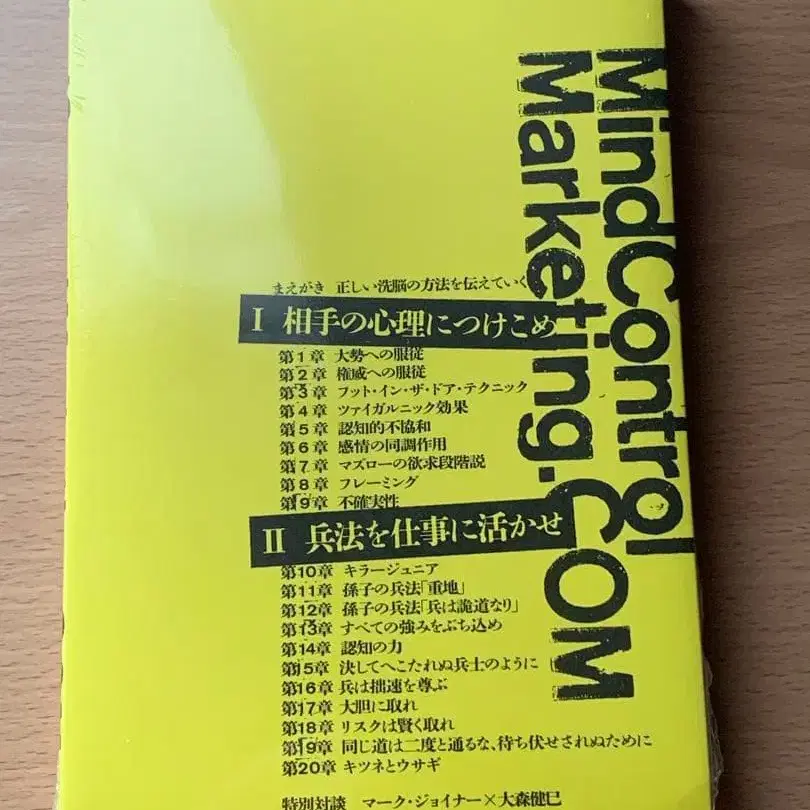 MindControl
Marketing.COM
まえがき 正しい洗脳の方法を伝えていく
I 相手の心理につけこめ
第1章 大勢への服従
第2章 権威への服従
第3章 フット・イン・ザ・ドア・テクニック
第4章 ツァイガルニック効果
第5章 認知的不協和
第6章 感情の同調作用
第7章 マズローの欲求段階説
第8章 フレーミング
第9章 不確実性
II 兵法を仕事に活かせ
第10章 キラージュニア
第11章 孫子の兵法「重地」
第12章 孫子の兵法「兵は詭道なり」
第13章 すべての強みをぶち込め
第14章 認知の力
第15章 決してへこたれぬ兵士のように
第16章 兵は拙速を尊ぶ
第17章 大胆に取れ
第18章 リスクは賢く取れ
第19章 同じ道は二度と通るな、待ち伏せされぬために
第20章 キツネとウサギ
特別対談 マーク・ジョイナー×大森健巳